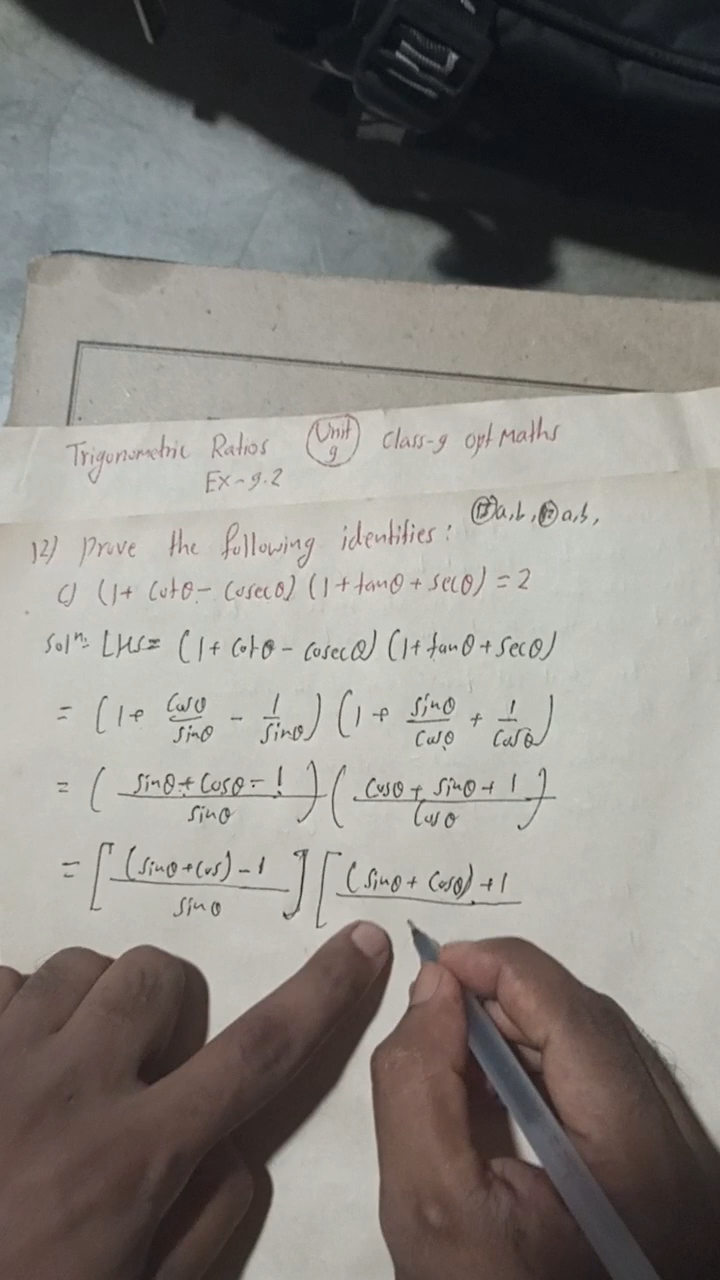 Trigonometric Ratios Unit 9 Class-9 opt Maths
Ex-9.2
a,b, a,b,
12) prove the following identities:
c) (1+ Cotθ - Cosecθ) (1+tanθ + secθ) = 2
Solⁿ: LHS = (1+ Cotθ - Cosecθ) (1+tanθ + Secθ)
= (1+ Cosθ/Sinθ - 1/Sinθ) (1+ Sinθ/Cosθ + 1/Cosθ)
= (Sinθ + Cosθ - 1/Sinθ) (Cosθ + Sinθ + 1/Cosθ)
= [(Sinθ+Cos) - 1/Sinθ] [(Sinθ + Cosθ) + 1